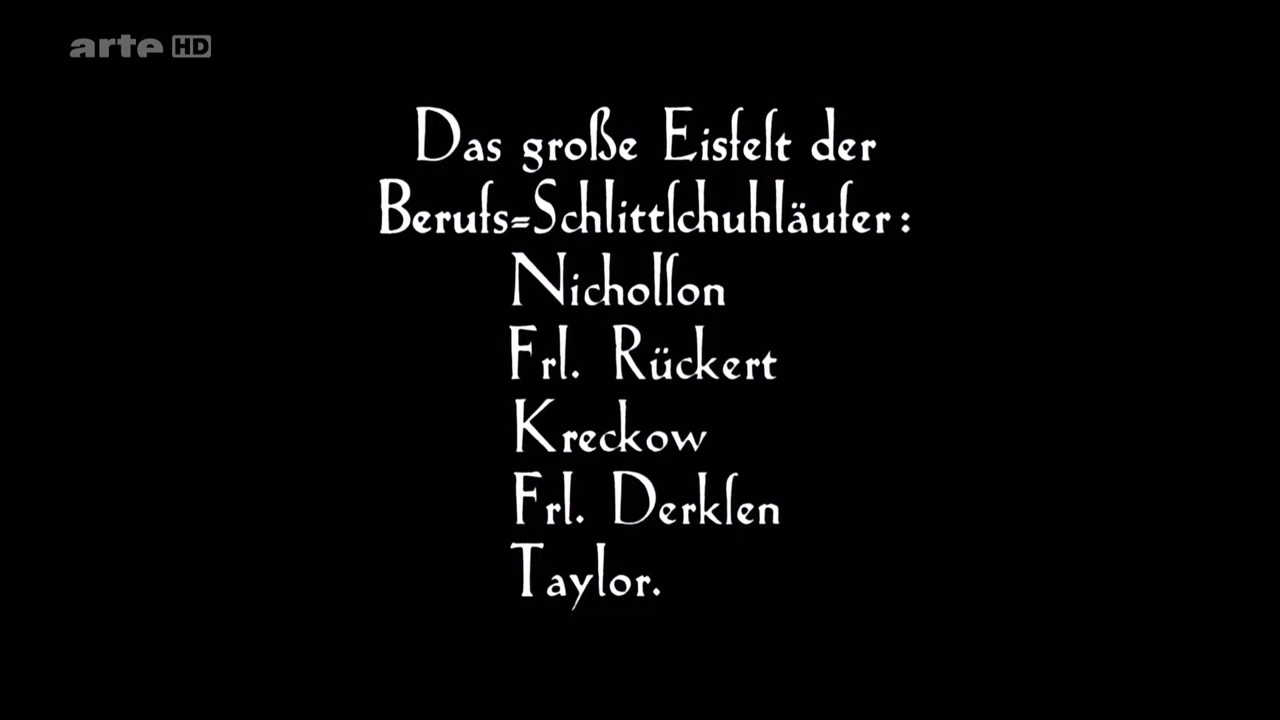 arte HD
Das große Eisfeſt der
Berufs=Schlittſchuhläufer:
Nicholſon
Frl. Rückert
Kreckow
Frl. Derkſen
Taylor.